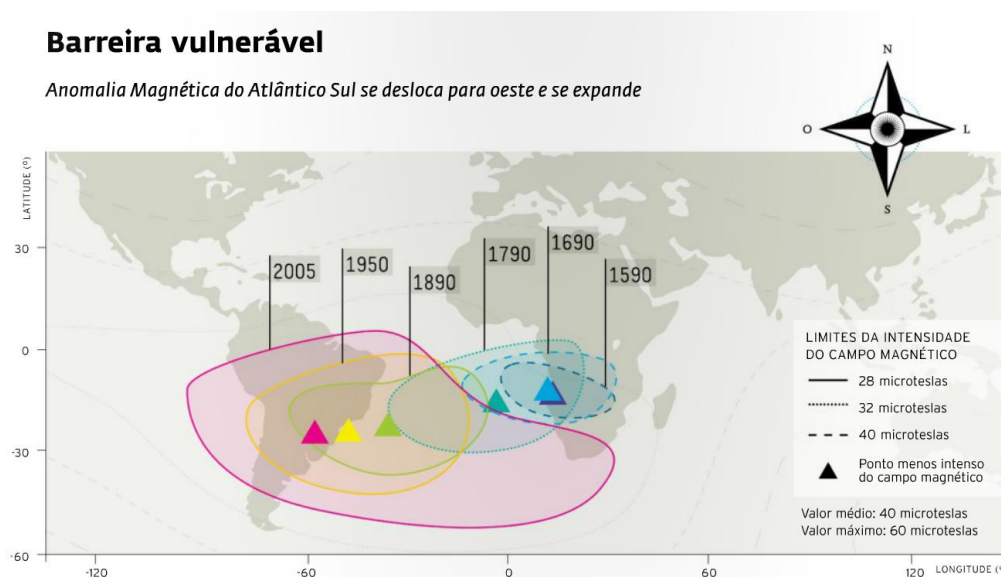 Barreira vulnerável
Anomalia Magnética do Atlântico Sul se desloca para oeste e se expande
N
O
L
S
LATITUDE (º)
30
0
-30
-60
2005
1950
1890
1790
1690
1590
LIMITES DA INTENSIDADE
DO CAMPO MAGNÉTICO
28 microteslas
32 microteslas
40 microteslas
Ponto menos intenso
do campo magnético
Valor médio: 40 microteslas
Valor máximo: 60 microteslas
-120
-60
0
60
120
LONGITUDE (º